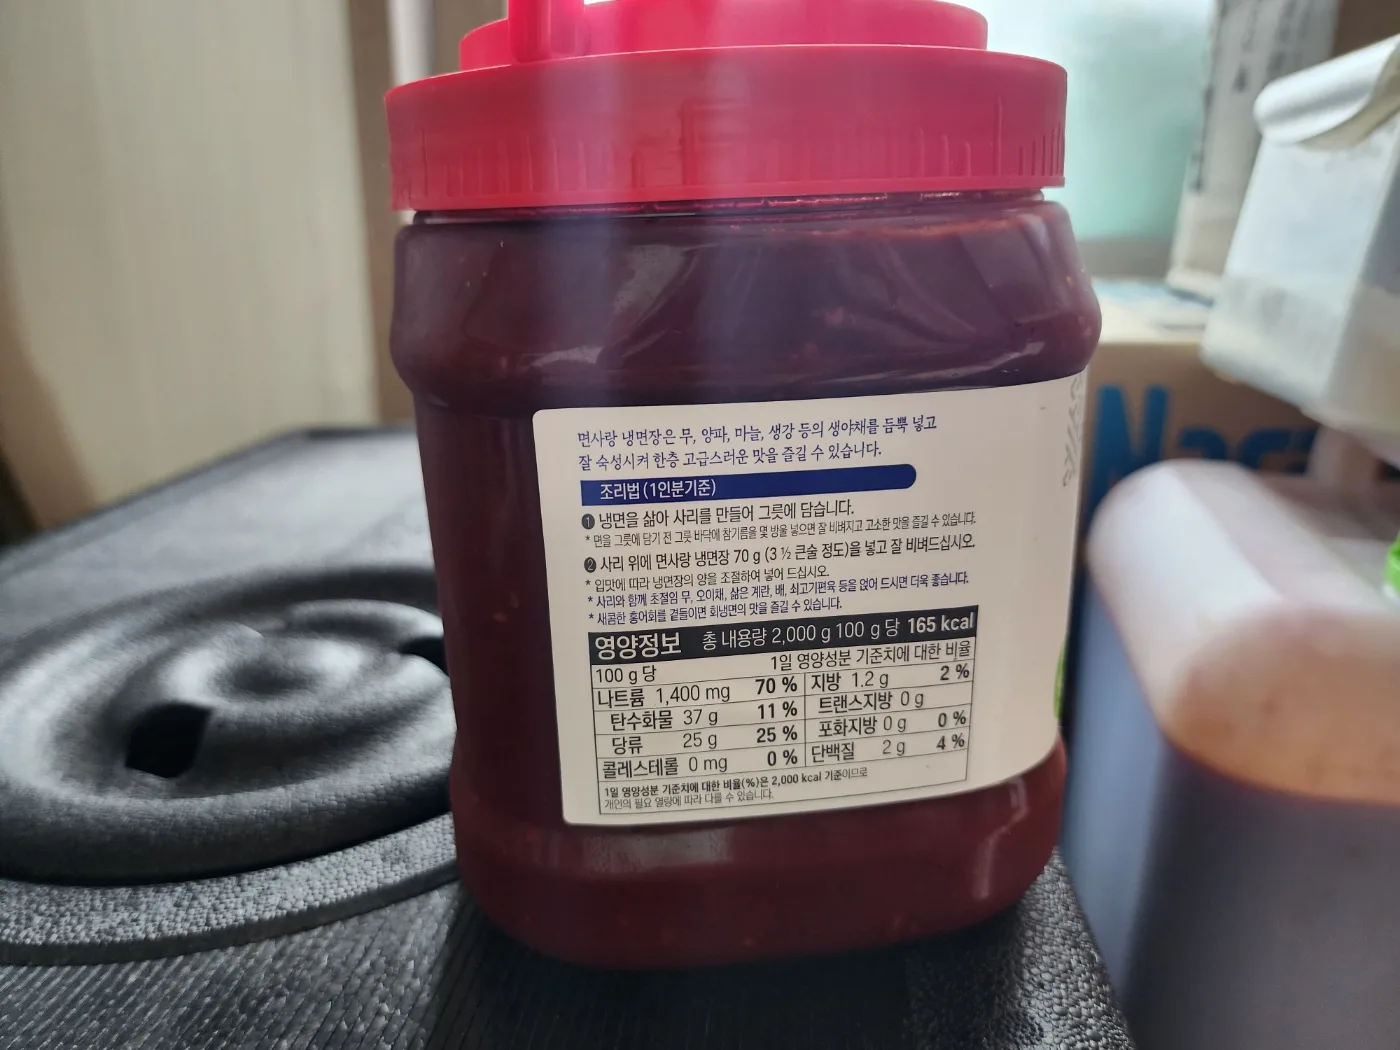 면사랑 냉면장은 무, 양파, 마늘, 생강 등의 생야채를 듬뿍 넣고
잘 숙성시켜 한층 고급스러운 맛을 즐길 수 있습니다.
조리법 (1인분기준)
❶ 냉면을 삶아 사리를 만들어 그릇에 담습니다.
* 면을 그릇에 담기 전 그릇 바닥에 참기름을 몇 방울 넣으면 잘 비벼지고 고소한 맛을 즐길 수 있습니다.
❷ 사리 위에 면사랑 냉면장 70 g (3 ½ 큰술 정도)을 넣고 잘 비벼드십시오.
* 입맛에 따라 냉면장의 양을 조절하여 넣어 드십시오.
* 사리와 함께 초절임 무, 오이채, 삶은 계란, 배, 쇠고기편육 등을 얹어 드시면 더욱 좋습니다.
* 새콤한 홍어회를 곁들이면 회냉면의 맛을 즐길 수 있습니다.
영양정보 총 내용량 2,000 g 100 g 당 165 kcal
100 g 당 1일 영양성분 기준치에 대한 비율
나트륨 1,400 mg 70 % 지방 1.2 g 2 %
탄수화물 37 g 11 % 트랜스지방 0 g
당류 25 g 25 % 포화지방 0 g 0 %
콜레스테롤 0 mg 0 % 단백질 2 g 4 %
1일 영양성분 기준치에 대한 비율(%)은 2,000 kcal 기준이므로
개인의 필요 열량에 따라 다를 수 있습니다.